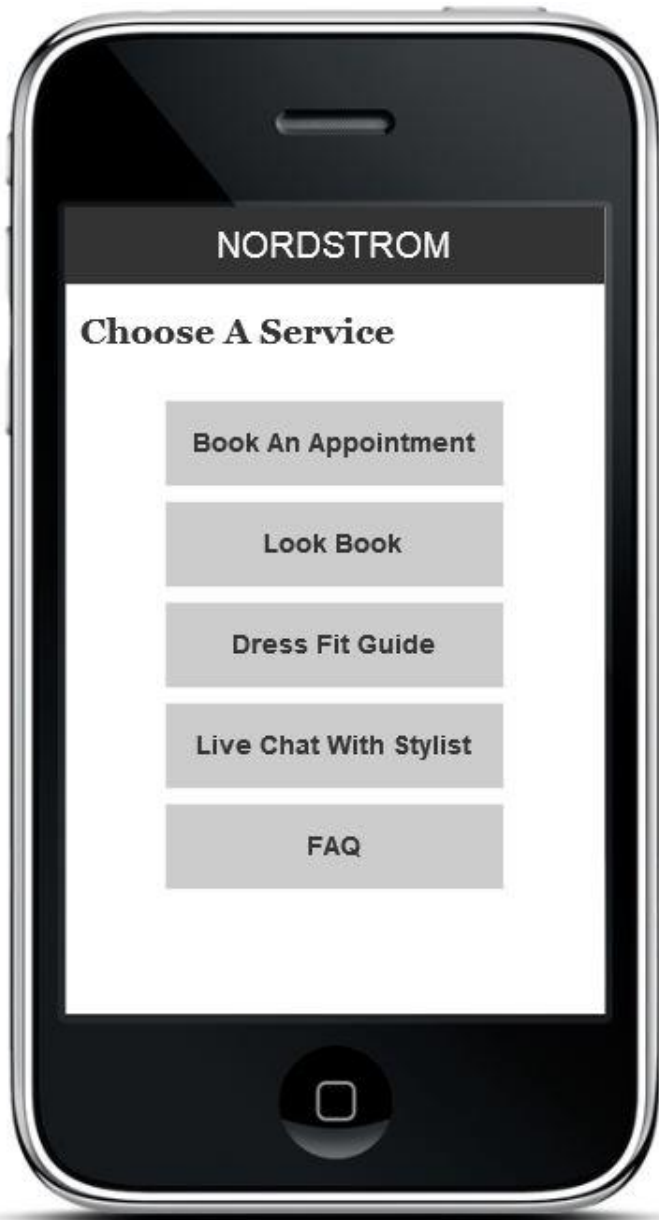 NORDSTROM
Choose A Service
Book An Appointment
Look Book
Dress Fit Guide
Live Chat With Stylist
FAQ